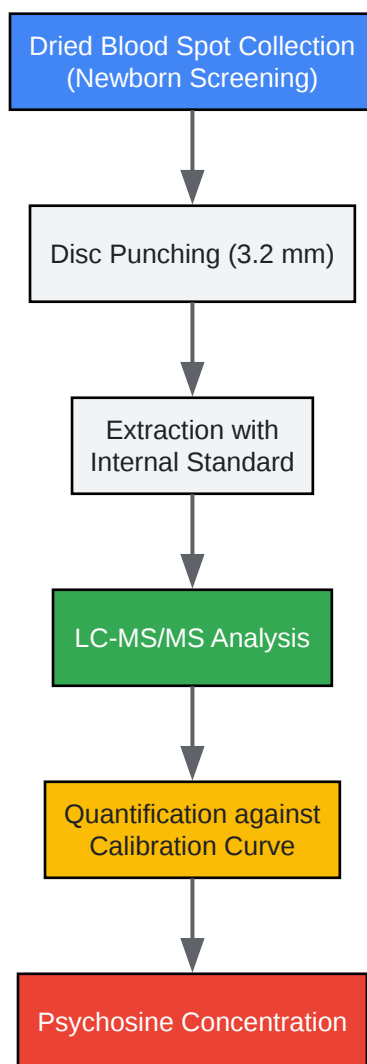 Dried Blood Spot Collection
(Newborn Screening)
Disc Punching (3.2 mm)
Extraction with
Internal Standard
LC-MS/MS Analysis
Quantification against
Calibration Curve
Psychosine Concentration